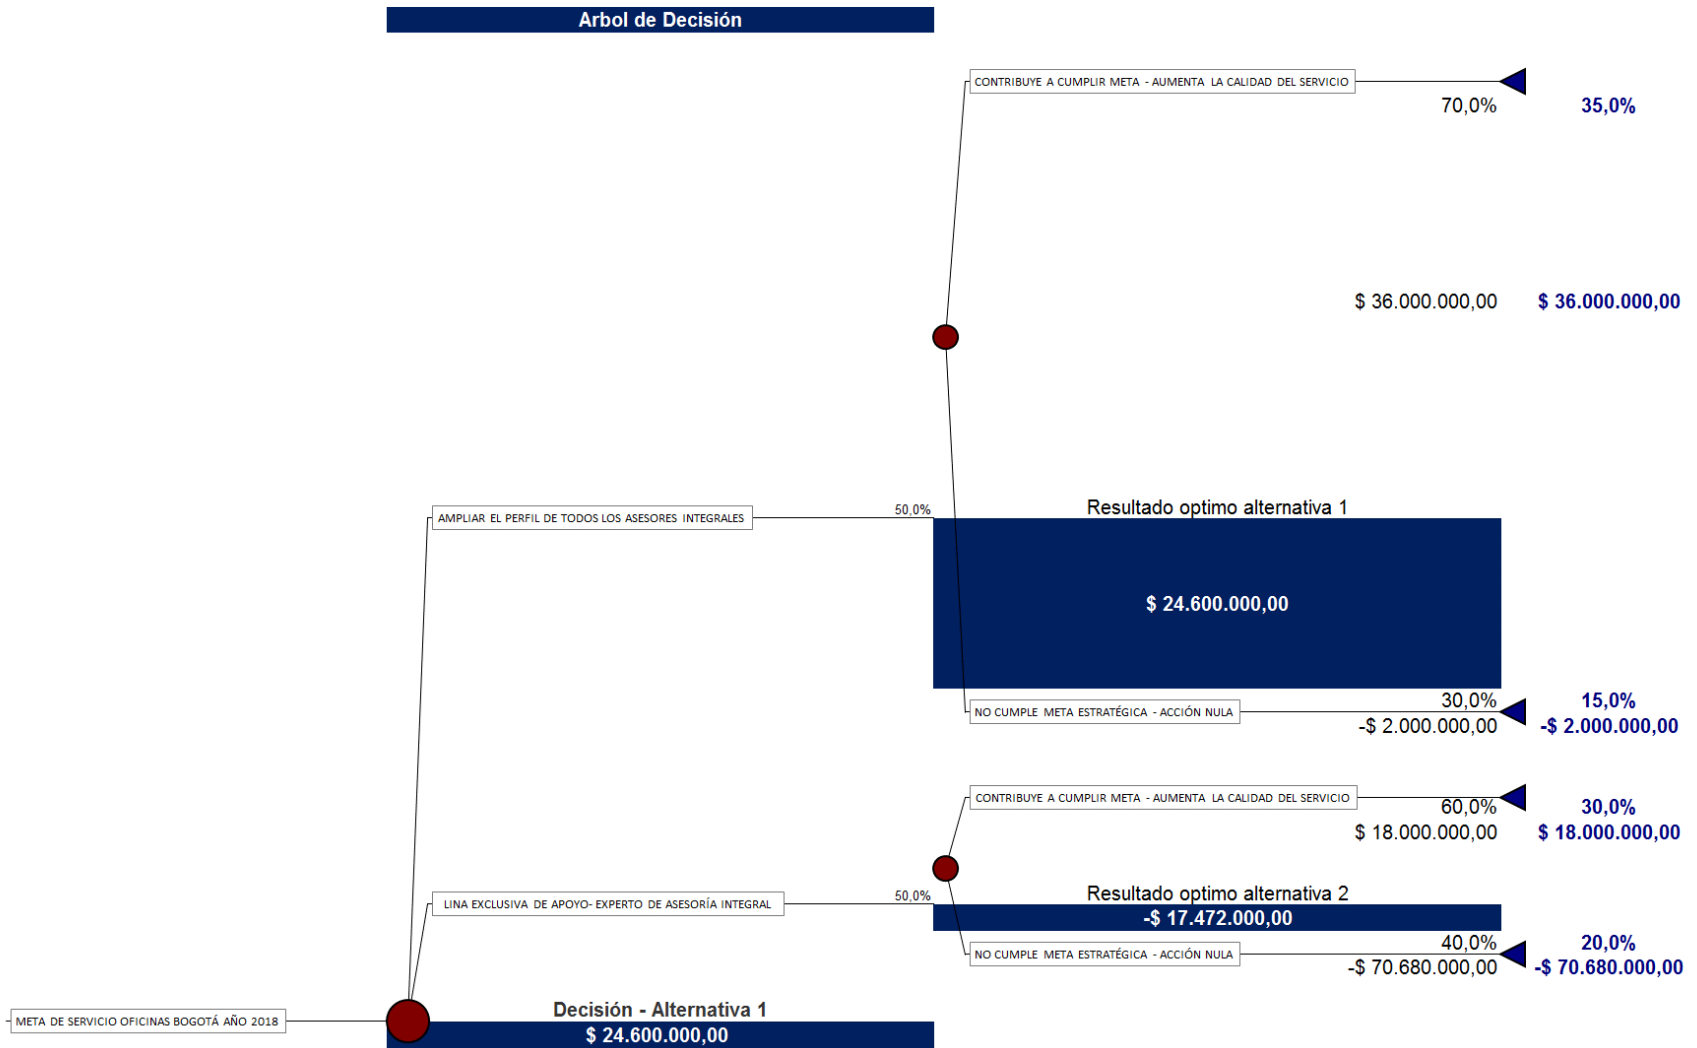 Arbol de Decisión
CONTRIBUYE A CUMPLIR META - AUMENTA LA CALIDAD DEL SERVICIO
70,0% 35,0%
$ 36.000.000,00 $ 36.000.000,00
AMPLIAR EL PERFIL DE TODOS LOS ASESORES INTEGRALES
50,0%
Resultado optimo alternativa 1
$ 24.600.000,00
30,0% 15,0%
NO CUMPLE META ESTRATÉGICA - ACCIÓN NULA
-$ 2.000.000,00 -$ 2.000.000,00
CONTRIBUYE A CUMPLIR META - AUMENTA LA CALIDAD DEL SERVICIO
60,0% 30,0%
$ 18.000.000,00 $ 18.000.000,00
LINA EXCLUSIVA DE APOYO- EXPERTO DE ASESORÍA INTEGRAL
50,0%
Resultado optimo alternativa 2
-$ 17.472.000,00
40,0% 20,0%
NO CUMPLE META ESTRATÉGICA - ACCIÓN NULA
-$ 70.680.000,00 -$ 70.680.000,00
META DE SERVICIO OFICINAS BOGOTÁ AÑO 2018
Decisión - Alternativa 1
$ 24.600.000,00